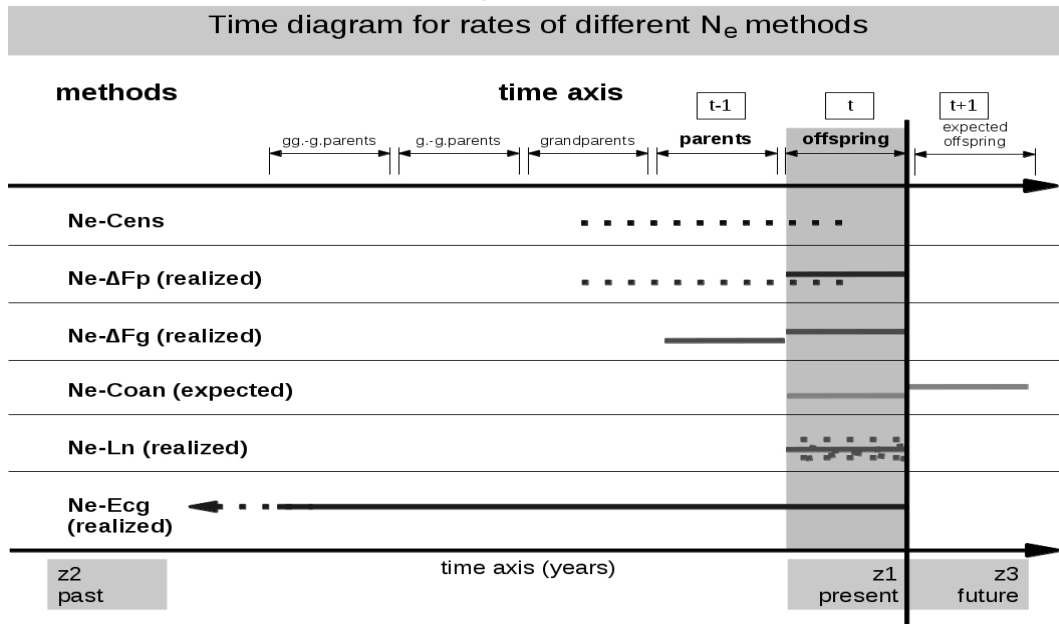 Time diagram for rates of different Ne methods
methods
time axis
t-1
t
t+1
gg.-g.parents
g.-g.parents
grandparents
parents
offspring
expected
offspring
Ne-Cens
Ne-ΔFp (realized)
Ne-ΔFg (realized)
Ne-Coan (expected)
Ne-Ln (realized)
Ne-Ecg
(realized)
time axis (years)
z2
past
z1
present
z3
future